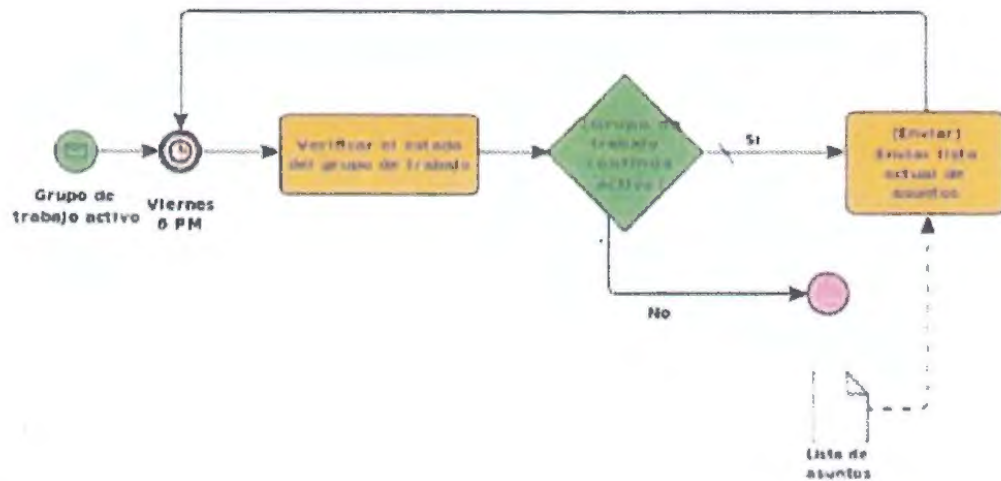 Grupo de
trabajo activo
Viernes
6 PM
Verificar el estado
del grupo de trabajo
(Grupo de
trabajo
continúa
activo)
Si
No
(Enviar)
Enviar lista
actual de
asuntos
Lista de
asuntos